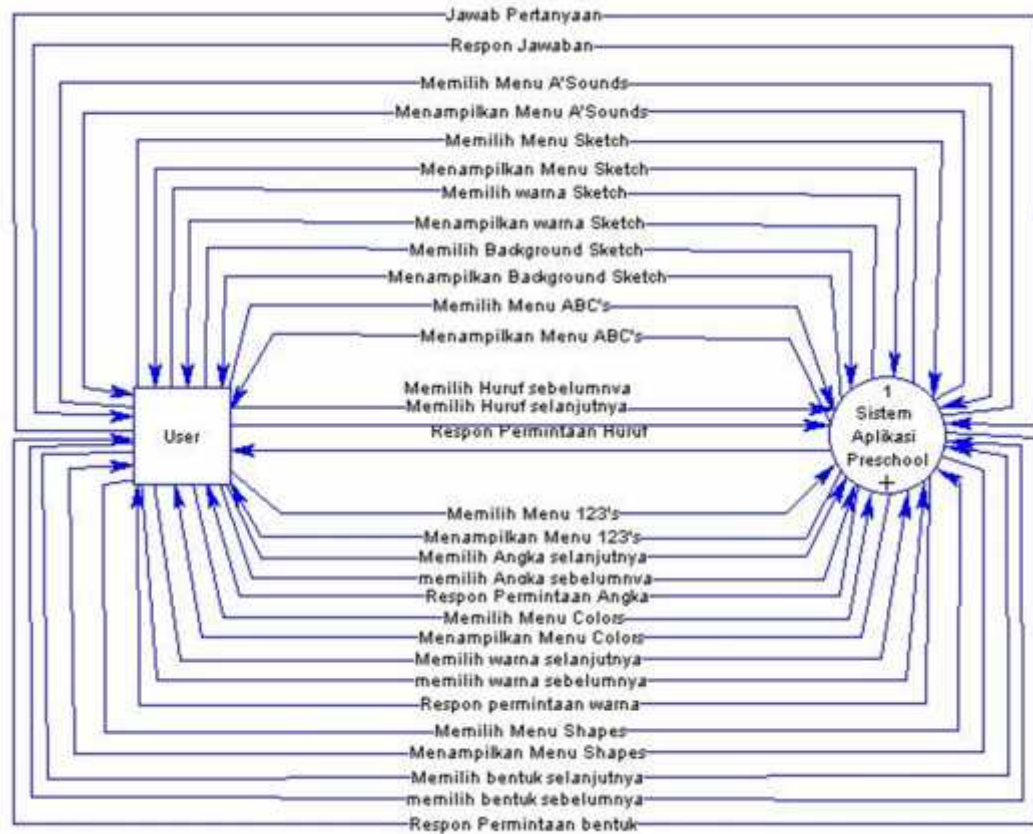 Jawab Pertanyaan
Respon Jawaban
Memilih Menu A'Sounds
Menampilkan Menu A'Sounds
Memilih Menu Sketch
Menampilkan Menu Sketch
Memilih warna Sketch
Menampilkan warna Sketch
Memilih Background Sketch
Menampilkan Background Sketch
Memilih Menu ABC's
Menampilkan Menu ABC's
Memilih Huruf sebelumnya
Memilih Huruf selanjutnya
Respon Permintaan Huruf
User
1
Sistem
Aplikasi
Preschool
+
Memilih Menu 123's
Menampilkan Menu 123's
Memilih Angka selanjutnya
memilih Angka sebelumnya
Respon Permintaan Angka
Memilih Menu Colors
Menampilkan Menu Colors
Memilih warna selanjutnya
memilih warna sebelumnya
Respon permintaan warna
Memilih Menu Shapes
Menampilkan Menu Shapes
Memilih bentuk selanjutnya
memilih bentuk sebelumnya
Respon Permintaan bentuk